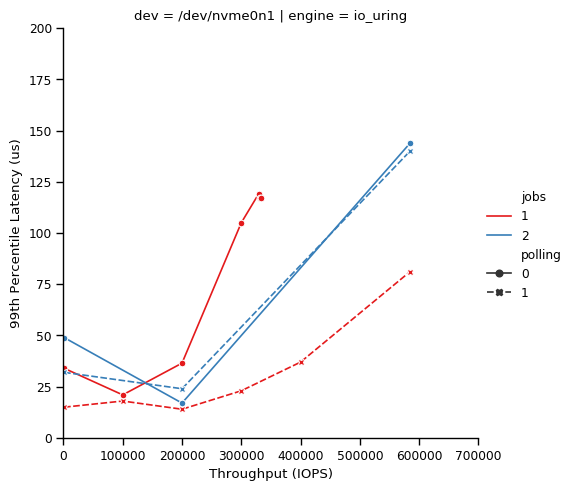 dev = /dev/nvme0n1 | engine = io_uring
200
175
150
125
100
75
50
25
0
99th Percentile Latency (us)
0 100000 200000 300000 400000 500000 600000 700000
Throughput (IOPS)
jobs
1
2
polling
0
1